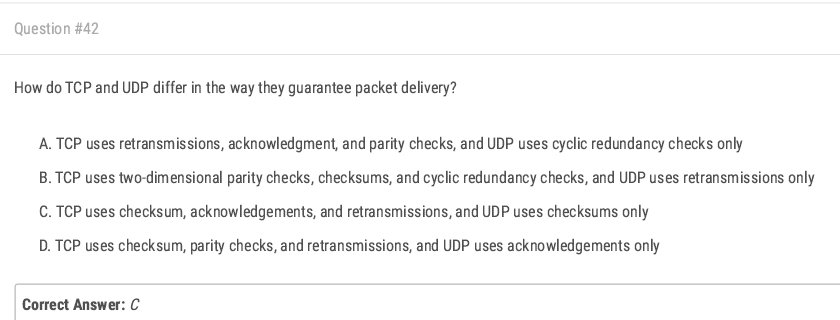 Question #42
How do TCP and UDP differ in the way they guarantee packet delivery?
A. TCP uses retransmissions, acknowledgment, and parity checks, and UDP uses cyclic redundancy checks only
B. TCP uses two-dimensional parity checks, checksums, and cyclic redundancy checks, and UDP uses retransmissions only
C. TCP uses checksum, acknowledgements, and retransmissions, and UDP uses checksums only
D. TCP uses checksum, parity checks, and retransmissions, and UDP uses acknowledgements only
Correct Answer: C